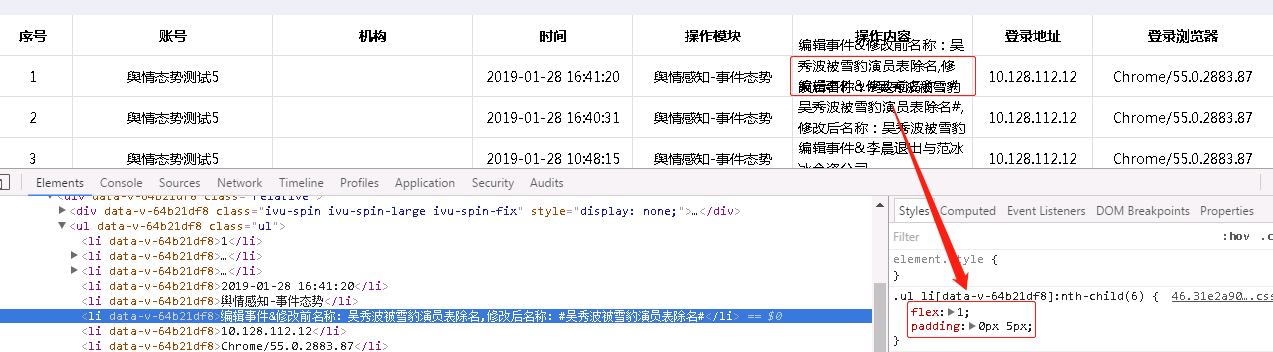 序号 账号 机构 时间 操作模块 操作内容 登录地址 登录浏览器
编辑事件&修改前名称：吴
1 舆情态势测试5 2019-01-28 16:41:20 舆情感知-事件态势 秀波被雪豹演员表除名,修 10.128.112.12 Chrome/55.0.2883.87
2 舆情态势测试5 2019-01-28 16:40:31 舆情感知-事件态势 吴秀波被雪豹演员表除名#, 10.128.112.12 Chrome/55.0.2883.87
修改后名称：吴秀波被雪豹
编辑事件&李晨退出与范冰
3 舆情态势测试5 2019-01-28 10:48:15 舆情感知-事件态势 10.128.112.12 Chrome/55.0.2883.87
Elements Console Sources Network Timeline Profiles Application Security Audits
<div data-v-64b21df8 class="ivu-spin ivu-spin-large ivu-spin-fix" style="display: none;">…</div>
<ul data-v-64b21df8 class="ul">
<li data-v-64b21df8>1</li>
<li data-v-64b21df8>…</li>
<li data-v-64b21df8>…</li>
<li data-v-64b21df8>2019-01-28 16:41:20</li>
<li data-v-64b21df8>舆情感知-事件态势</li>
<li data-v-64b21df8>编辑事件&修改前名称：吴秀波被雪豹演员表除名,修改后名称：#吴秀波被雪豹演员表除名#</li> == $0
<li data-v-64b21df8>10.128.112.12</li>
<li data-v-64b21df8>Chrome/55.0.2883.87</li>
Styles Computed Event Listeners DOM Breakpoints Properties
Filter :hov .c
element.style {
}
.ul li[data-v-64b21df8]:nth-child(6) { 46.31e2a90….css
flex: 1;
padding: 0px 5px;
}